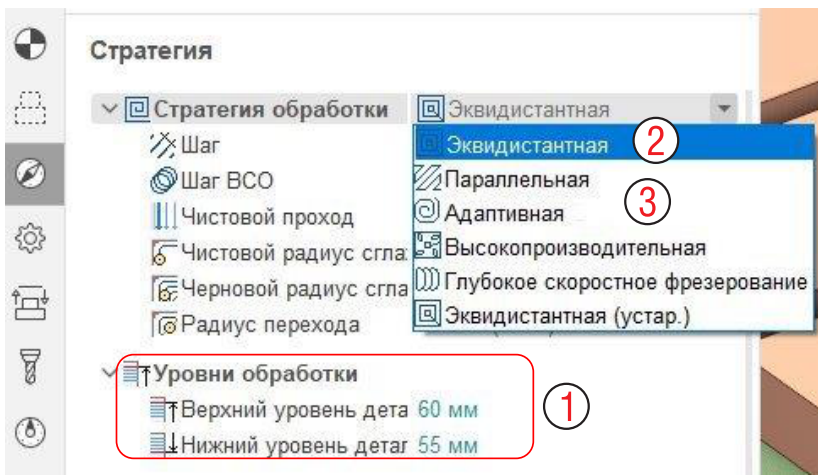 Стратегия
Стратегия обработки Эквидистантная
Шаг Эквидистантная 2
Шаг ВСО Параллельная
Чистовой проход Адаптивная 3
Чистовой радиус сгла Высокопроизводительная
Черновой радиус сгла Глубокое скоростное фрезерование
Радиус перехода Эквидистантная (устар.)
Уровни обработки
Верхний уровень дета 60 мм 1
Нижний уровень детал 55 мм